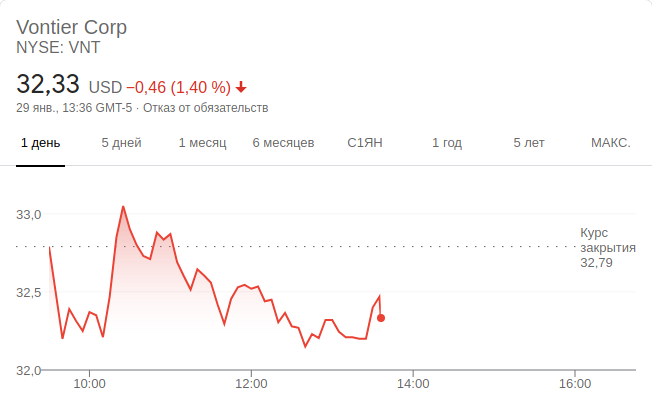 Vontier Corp
NYSE: VNT
32,33 USD −0,46 (1,40 %)
29 янв., 13:36 GMT-5 · Отказ от обязательств
1 день 5 дней 1 месяц 6 месяцев С1ЯН 1 год 5 лет МАКС.
33,0
Курс
закрытия
32,79
32,5
32,0
10:00 12:00 14:00 16:00